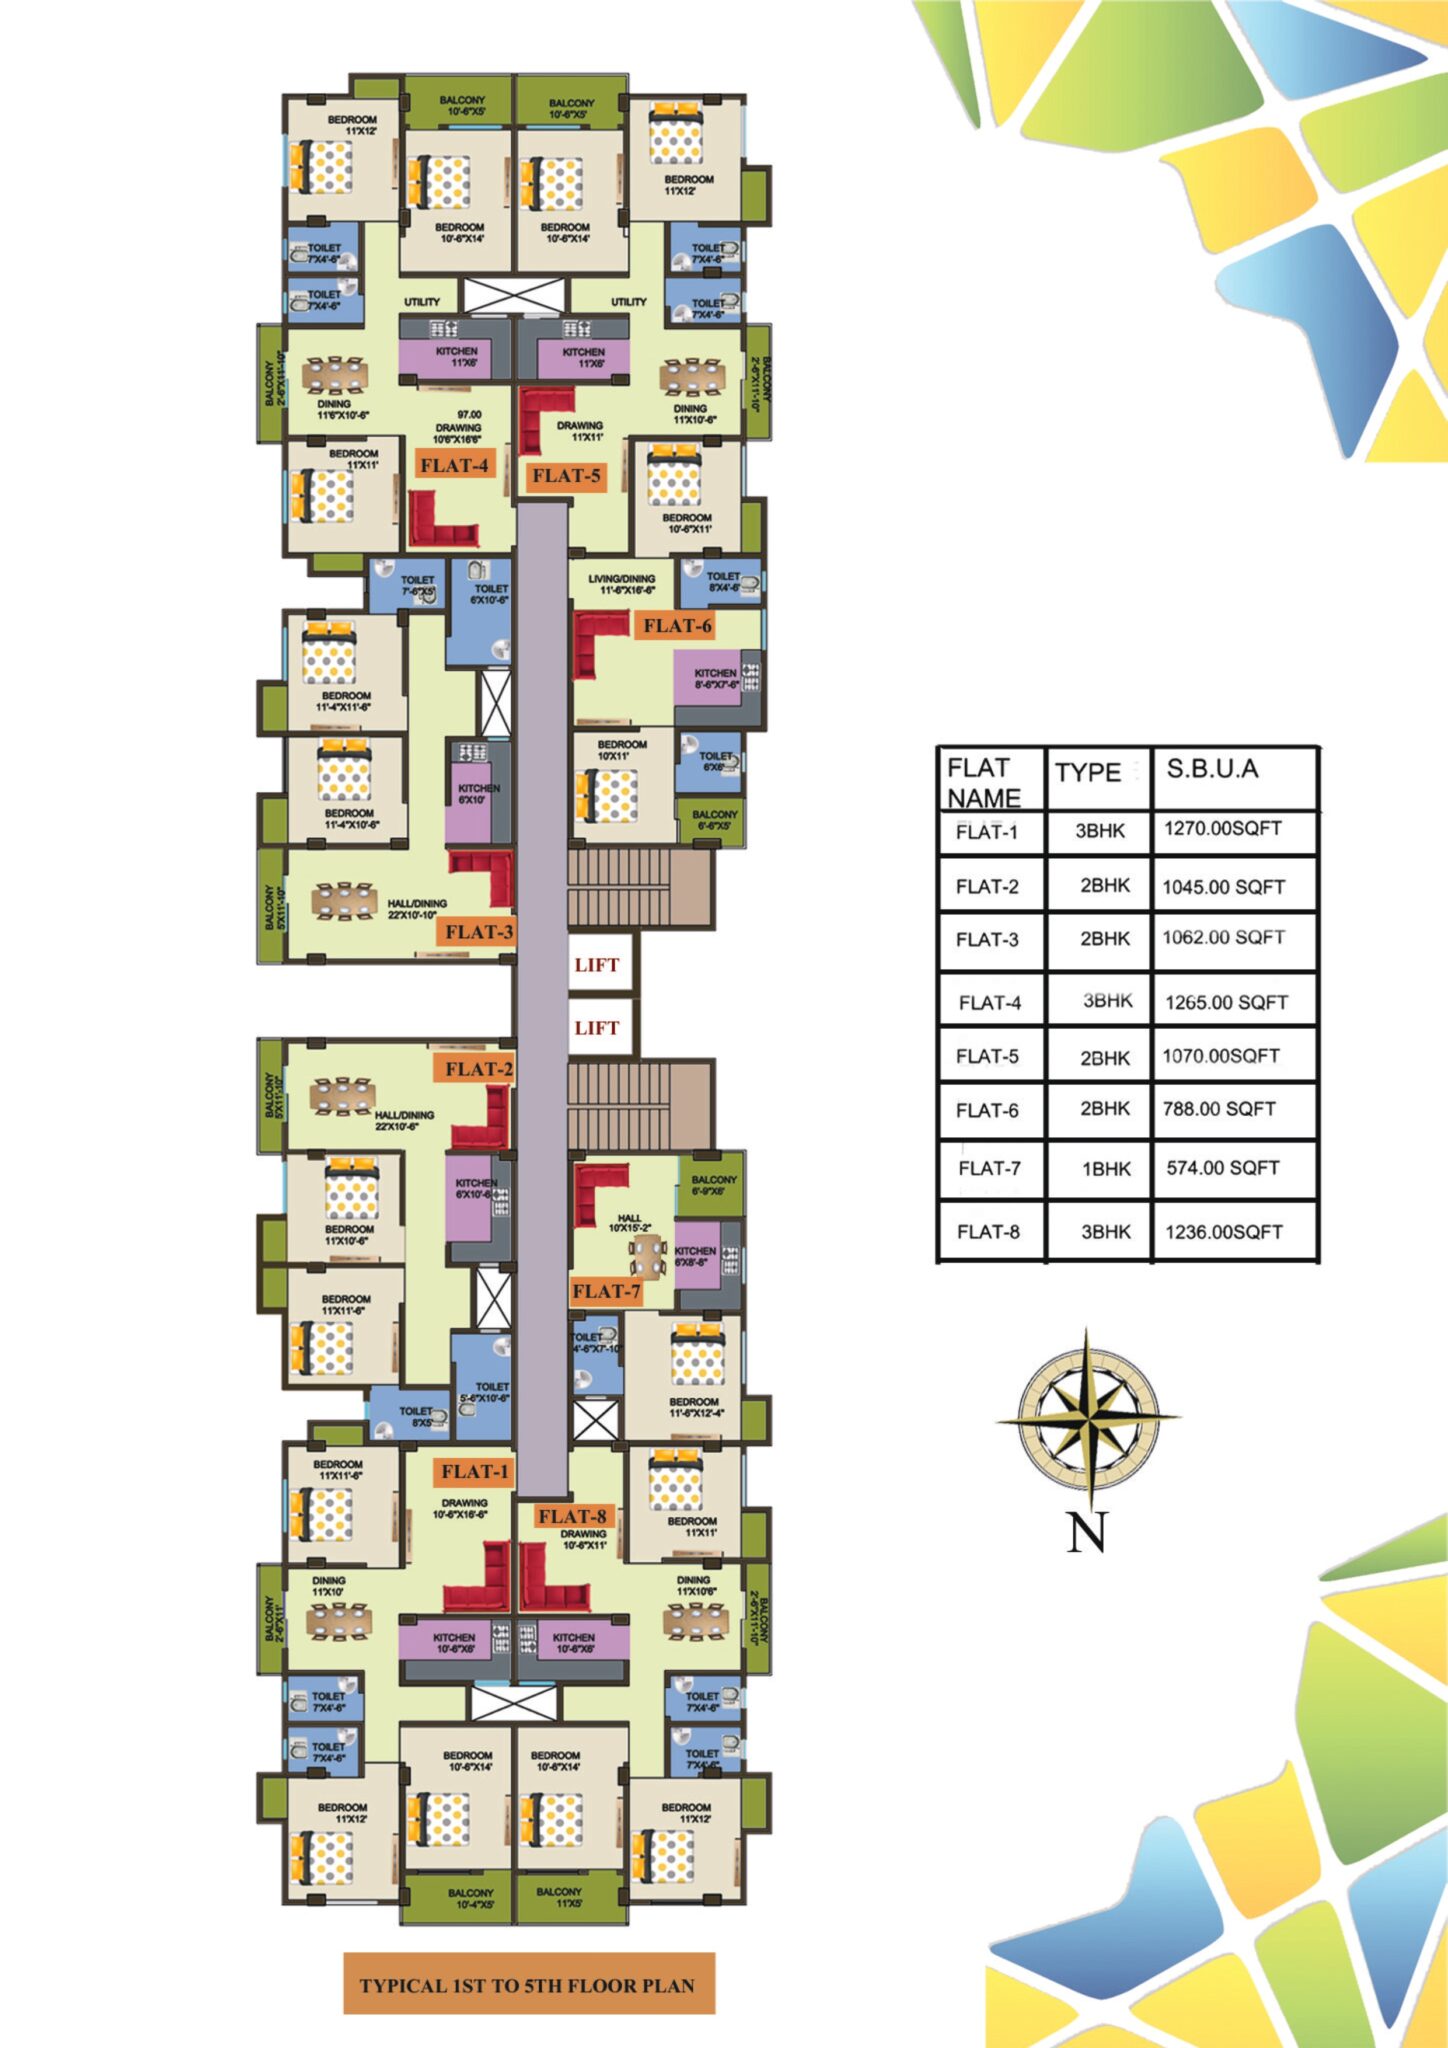 BALCONY
10'-6"X5'
BALCONY
10'-6"X5'
BEDROOM
11'X12'
BEDROOM
11'X12'
BEDROOM
10'-6"X14'
BEDROOM
10'-6"X14'
TOILET
7'X4'-6"
TOILET
7'X4'-6"
TOILET
7'X4'-6"
TOILET
7'X4'-6"
UTILITY
UTILITY
KITCHEN
11'X6'
KITCHEN
11'X6'
BALCONY
2'-6"X11'-10"
BALCONY
2'-6"X11'-10"
DINING
11'6"X10'-6"
97.00
DRAWING
10'6"X16'6"
DRAWING
11'X11'
DINING
11'X10'-6"
BEDROOM
11'X11'
FLAT-4
FLAT-5
BEDROOM
10'-6"X11'
TOILET
7'-6"X5'
TOILET
6'X10'-6"
LIVING/DINING
11'-6"X16'-6"
TOILET
8'X4'-6'
FLAT-6
KITCHEN
8'-6"X7'-6"
BEDROOM
11'-4"X11'-6"
BEDROOM
10'X11'
TOILET
6'X6'
KITCHEN
6'X10'
BEDROOM
11'-4"X10'-6"
BALCONY
6'-6"X5'
BALCONY
5'X11'-10"
HALL/DINING
22'X10'-10"
FLAT-3
LIFT
LIFT
FLAT-2
BALCONY
5'X11'-10"
HALL/DINING
22'X10'-6"
KITCHEN
6'X10'-6
BALCONY
6'-9"X6'
HALL
10'X15'-2"
BEDROOM
11'X10'-6"
KITCHEN
6'X8'-8"
FLAT-7
BEDROOM
11'X11'-6"
TOILET
4'-6"X7'-10"
TOILET
5'-6"X10'-6"
BEDROOM
11'-6"X12'-4"
TOILET
8'X5'
BEDROOM
11'X11'-6"
FLAT-1
DRAWING
10'-6"X16'-6"
FLAT-8
DRAWING
10'-6"X11'
BEDROOM
11'X11'
DINING
11'X10'
DINING
11'X10'6"
BALCONY
2'-6"X11'
BALCONY
2'-6"X11'-10"
KITCHEN
10'-6"X6'
KITCHEN
10'-6"X6'
TOILET
7'X4'-6"
TOILET
7'X4'-6"
TOILET
7'X4'-6"
TOILET
7'X4'-6"
BEDROOM
10'-6"X14'
BEDROOM
10'-6"X14'
BEDROOM
11'X12'
BEDROOM
11'X12'
BALCONY
10'-4"X5'
BALCONY
11'X5'
TYPICAL 1ST TO 5TH FLOOR PLAN
FLAT NAME TYPE S.B.U.A
FLAT-1 3BHK 1270.00SQFT
FLAT-2 2BHK 1045.00 SQFT
FLAT-3 2BHK 1062.00 SQFT
FLAT-4 3BHK 1265.00 SQFT
FLAT-5 2BHK 1070.00SQFT
FLAT-6 2BHK 788.00 SQFT
FLAT-7 1BHK 574.00 SQFT
FLAT-8 3BHK 1236.00SQFT
N